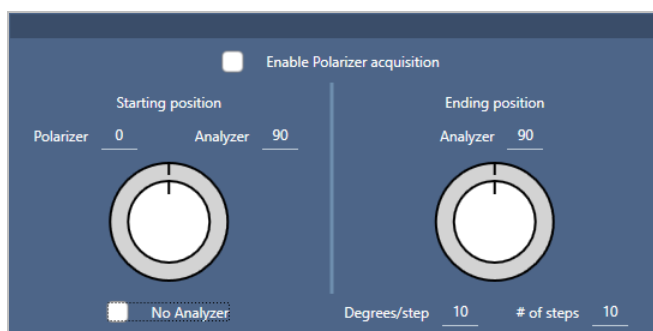 Enable Polarizer acquisition
Starting position
Polarizer 0 Analyzer 90
No Analyzer
Ending position
Analyzer 90
Degrees/step 10 # of steps 10